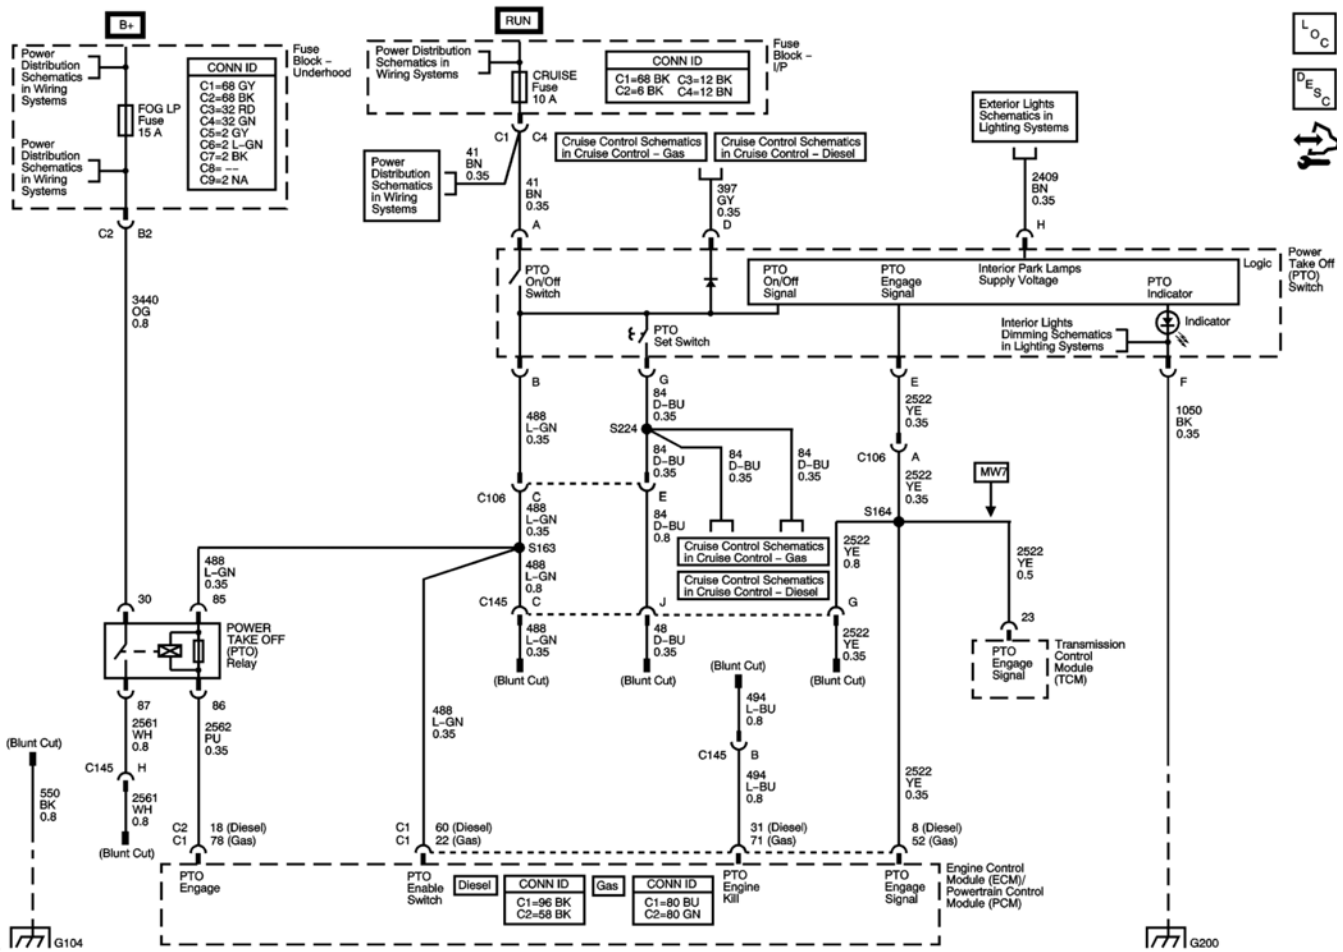 B+
RUN
L
O
C
D
E
S
C
Power
Distribution
Schematics
in Wiring
Systems
FOG LP
Fuse
15 A
Power
Distribution
Schematics
in Wiring
Systems
CONN ID
C1=68 GY
C2=68 BK
C3=32 RD
C4=32 GN
C5=2 GY
C6=2 L-GN
C7=2 BK
C8= --
C9=2 NA
Fuse
Block –
Underhood
Power Distribution
Schematics in
Wiring Systems
CRUISE
Fuse
10 A
CONN ID
C1=68 BK C3=12 BK
C2=6 BK C4=12 BN
Fuse
Block –
I/P
C1 C4
Power
Distribution
Schematics
in Wiring
Systems
41
BN
0.35
41
BN
0.35
A
Cruise Control Schematics
in Cruise Control – Gas
Cruise Control Schematics
in Cruise Control – Diesel
397
GY
0.35
D
Exterior Lights
Schematics in
Lighting Systems
2409
BN
0.35
H
C2 B2
3440
OG
0.8
PTO
On/Off
Switch
PTO
Set Switch
PTO
On/Off
Signal
PTO
Engage
Signal
Interior Park Lamps
Supply Voltage
PTO
Indicator
Logic
Power
Take Off
(PTO)
Switch
Interior Lights
Dimming Schematics
in Lighting Systems
Indicator
B
G
E
F
488
L-GN
0.35
84
D-BU
0.35
S224
84
D-BU
0.35
84
D-BU
0.35
84
D-BU
0.35
2522
YE
0.35
C106 A
2522
YE
0.35
1050
BK
0.35
MW7
S164
C106 C
E
488
L-GN
0.35
84
D-BU
0.8
S163
488
L-GN
0.35
488
L-GN
0.8
Cruise Control Schematics
in Cruise Control – Gas
Cruise Control Schematics
in Cruise Control – Diesel
2522
YE
0.8
2522
YE
0.5
C145 C
J
G
23
30
85
POWER
TAKE OFF
(PTO)
Relay
488
L-GN
0.35
48
D-BU
0.35
2522
YE
0.35
PTO
Engage
Signal
Transmission
Control
Module
(TCM)
(Blunt Cut)
(Blunt Cut)
(Blunt Cut)
(Blunt Cut)
87
86
2561
WH
0.8
2562
PU
0.35
488
L-GN
0.35
494
L-BU
0.8
C145 B
494
L-BU
0.8
2522
YE
0.35
(Blunt Cut)
550
BK
0.8
C145 H
2561
WH
0.8
(Blunt Cut)
C2 18 (Diesel)
C1 78 (Gas)
C1 60 (Diesel)
C1 22 (Gas)
31 (Diesel)
71 (Gas)
8 (Diesel)
52 (Gas)
PTO
Engage
PTO
Enable
Switch
Diesel
CONN ID
C1=96 BK
C2=58 BK
Gas
CONN ID
C1=80 BU
C2=80 GN
PTO
Engine
Kill
PTO
Engage
Signal
Engine Control
Module (ECM)/
Powertrain Control
Module (PCM)
G104
G200